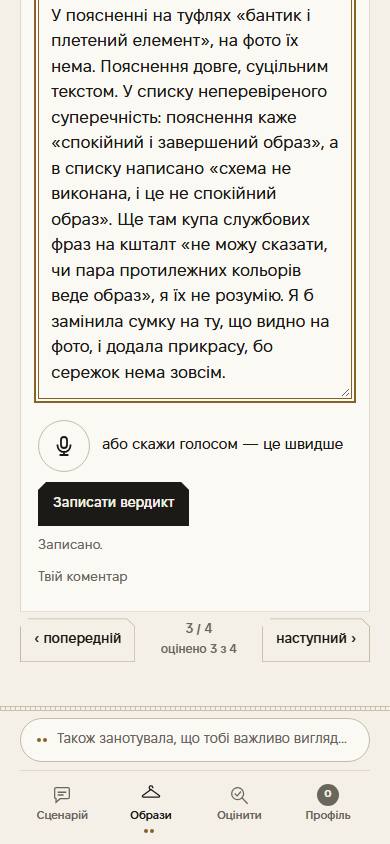 У поясненні на туфлях «бантик і
плетений елемент», на фото їх
нема. Пояснення довге, суцільним
текстом. У списку неперевіреного
суперечність: пояснення каже
«спокійний і завершений образ», а
в списку написано «схема не
виконана, і це не спокійний
образ». Ще там купа службових
фраз на кшталт «не можу сказати,
чи пара протилежних кольорів
веде образ», я їх не розумію. Я б
замінила сумку на ту, що видно на
фото, і додала прикрасу, бо
сережок нема зовсім.
або скажи голосом — це швидше
Записати вердикт
Записано.
Твій коментар
‹ попередній
3 / 4
оцінено 3 з 4
наступний ›
Також занотувала, що тобі важливо вигляд...
Сценарій
Образи
Оцінити
О
Профіль